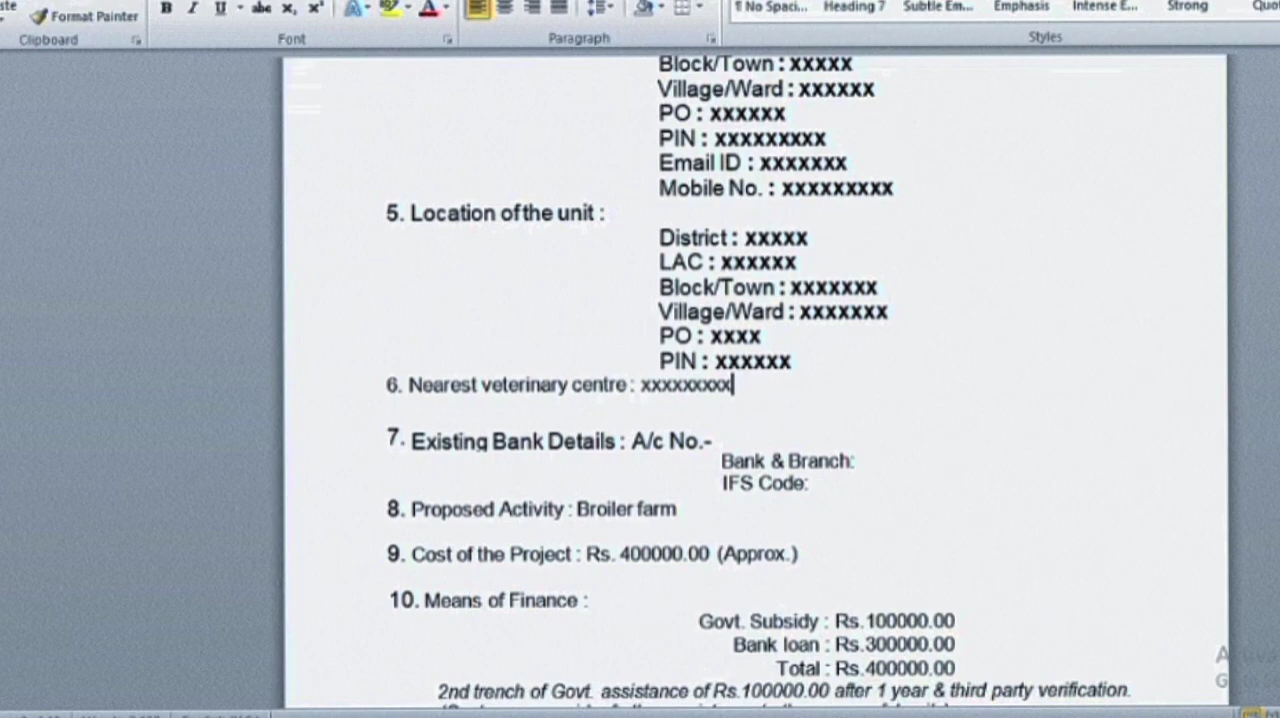 Format Painter
B I U abc x₂ x² A A
No Spaci... Heading 7 Subtle Em... Emphasis Intense E... Strong
Clipboard Font Paragraph Styles
Block/Town : xxxxx
Village/Ward : xxxxxx
PO : xxxxxx
PIN : xxxxxxxxx
Email ID : xxxxxxx
Mobile No. : xxxxxxxxx
5. Location of the unit :
District : xxxxx
LAC : xxxxxx
Block/Town : xxxxxxx
Village/Ward : xxxxxxx
PO : xxxx
PIN : xxxxxx
6. Nearest veterinary centre : xxxxxxxxx
7. Existing Bank Details : A/c No.-
Bank & Branch:
IFS Code:
8. Proposed Activity : Broiler farm
9. Cost of the Project : Rs. 400000.00 (Approx.)
10. Means of Finance :
Govt. Subsidy : Rs.100000.00
Bank loan : Rs.300000.00
Total : Rs.400000.00
2nd trench of Govt. assistance of Rs.100000.00 after 1 year & third party verification.